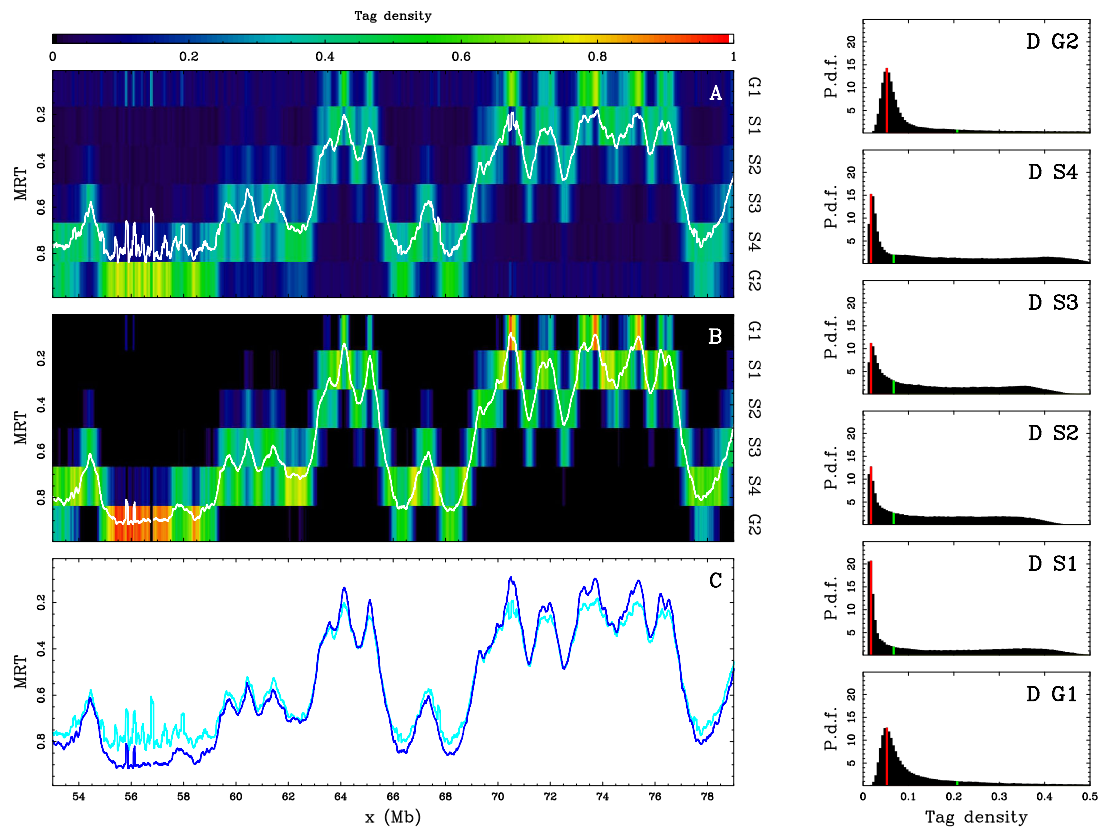 Tag density
0 0.2 0.4 0.6 0.8 1
A
MRT
0.2
0.4
0.6
0.8
G1
S1
S2
S3
S4
G2
B
MRT
0.2
0.4
0.6
0.8
G1
S1
S2
S3
S4
G2
C
MRT
0.2
0.4
0.6
0.8
54 56 58 60 62 64 66 68 70 72 74 76 78
x (Mb)
D G2
P.d.f.
20
15
10
5
D S4
P.d.f.
20
15
10
5
D S3
P.d.f.
20
15
10
5
D S2
P.d.f.
20
15
10
5
D S1
P.d.f.
20
15
10
5
D G1
P.d.f.
20
15
10
5
0 0.1 0.2 0.3 0.4 0.5
Tag density